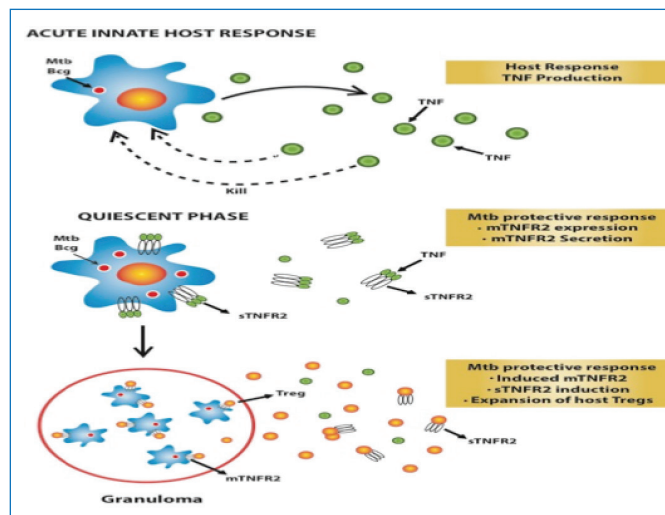 ACUTE INNATE HOST RESPONSE
Mtb
Bcg
Host Response
TNF Production
TNF
TNF
Kill
QUIESCENT PHASE
Mtb protective response
- mTNFR2 expression
- mTNFR2 Secretion
Mtb
Bcg
TNF
sTNFR2
sTNFR2
Mtb protective response
- Induced mTNFR2
- sTNFR2 induction
- Expansion of host Tregs
Treg
sTNFR2
mTNFR2
Granuloma